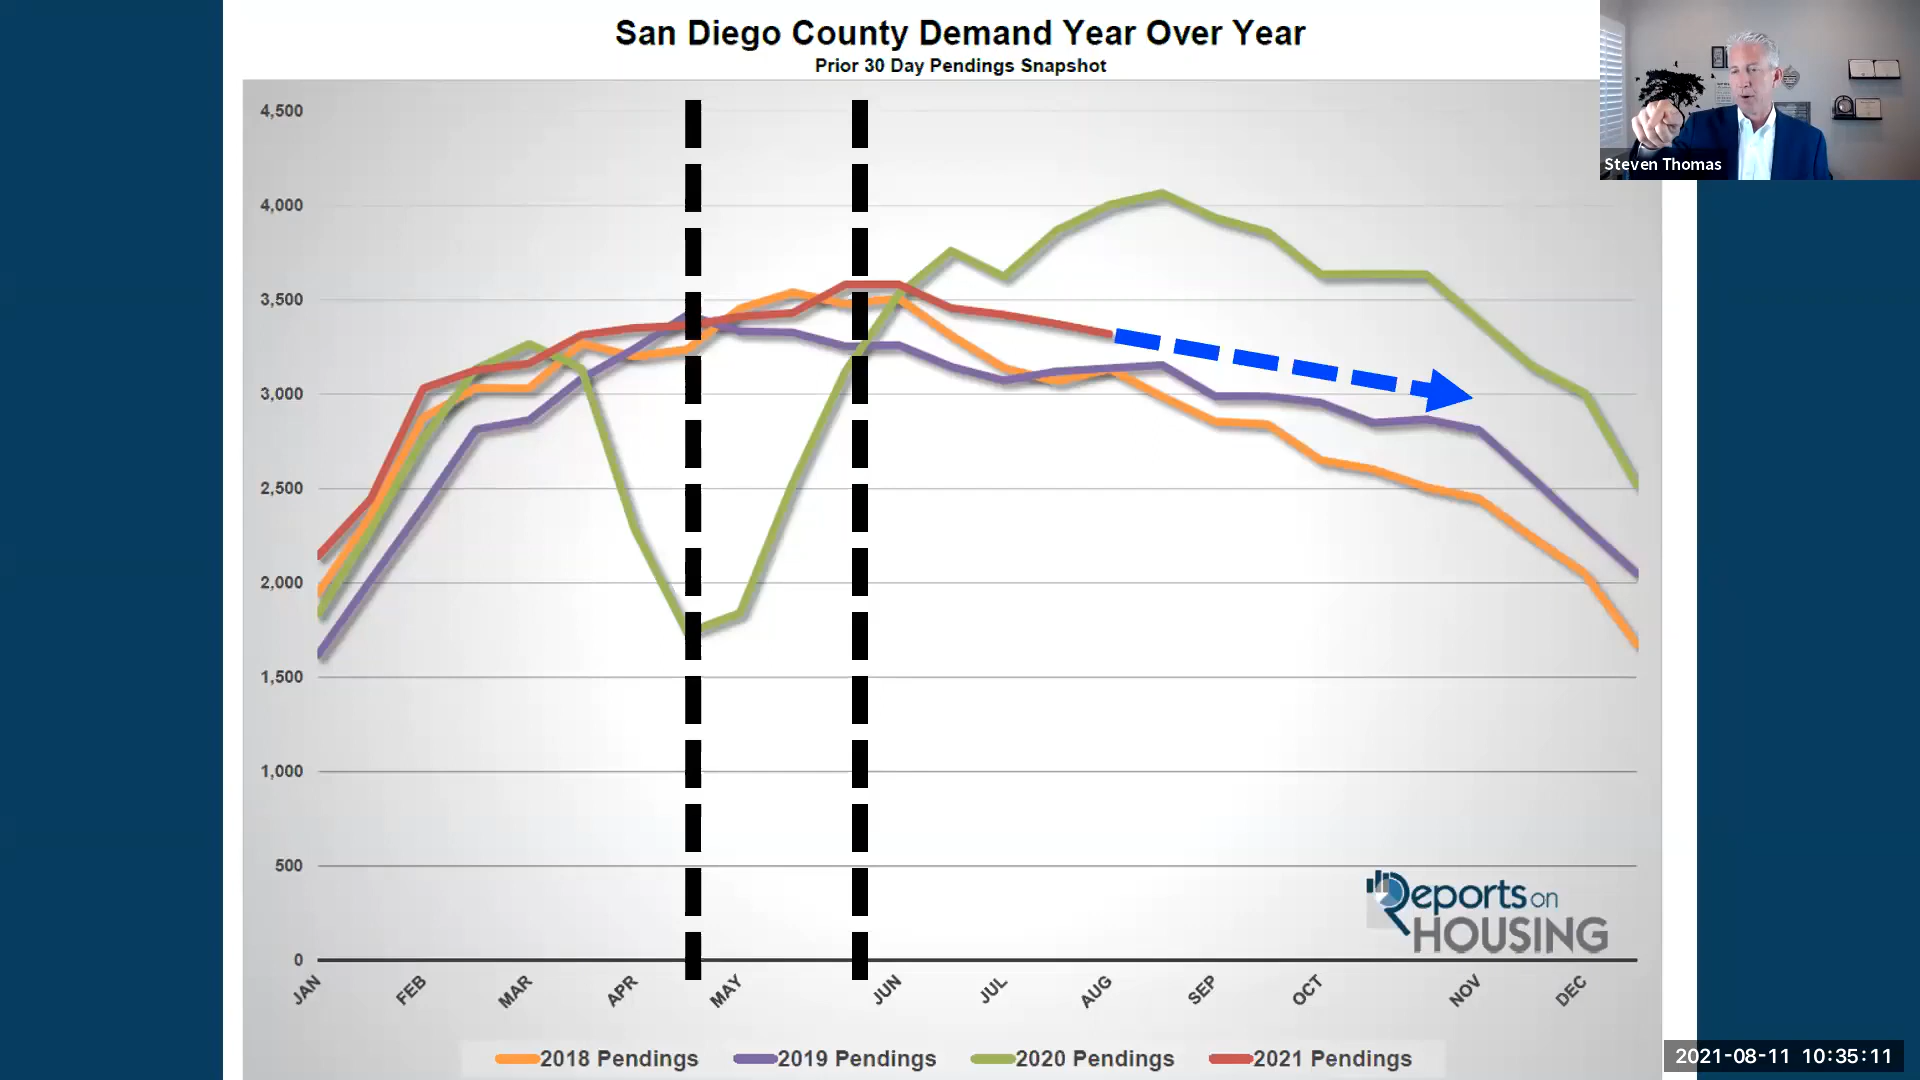 San Diego County Demand Year Over Year
Prior 30 Day Pendings Snapshot
Steven Thomas
4,500
4,000
3,500
3,000
2,500
2,000
1,500
1,000
500
0
JAN
FEB
MAR
APR
MAY
JUN
JUL
AUG
SEP
OCT
NOV
DEC
Reports on
HOUSING
2018 Pendings
2019 Pendings
2020 Pendings
2021 Pendings
2021-08-11 10:35:11